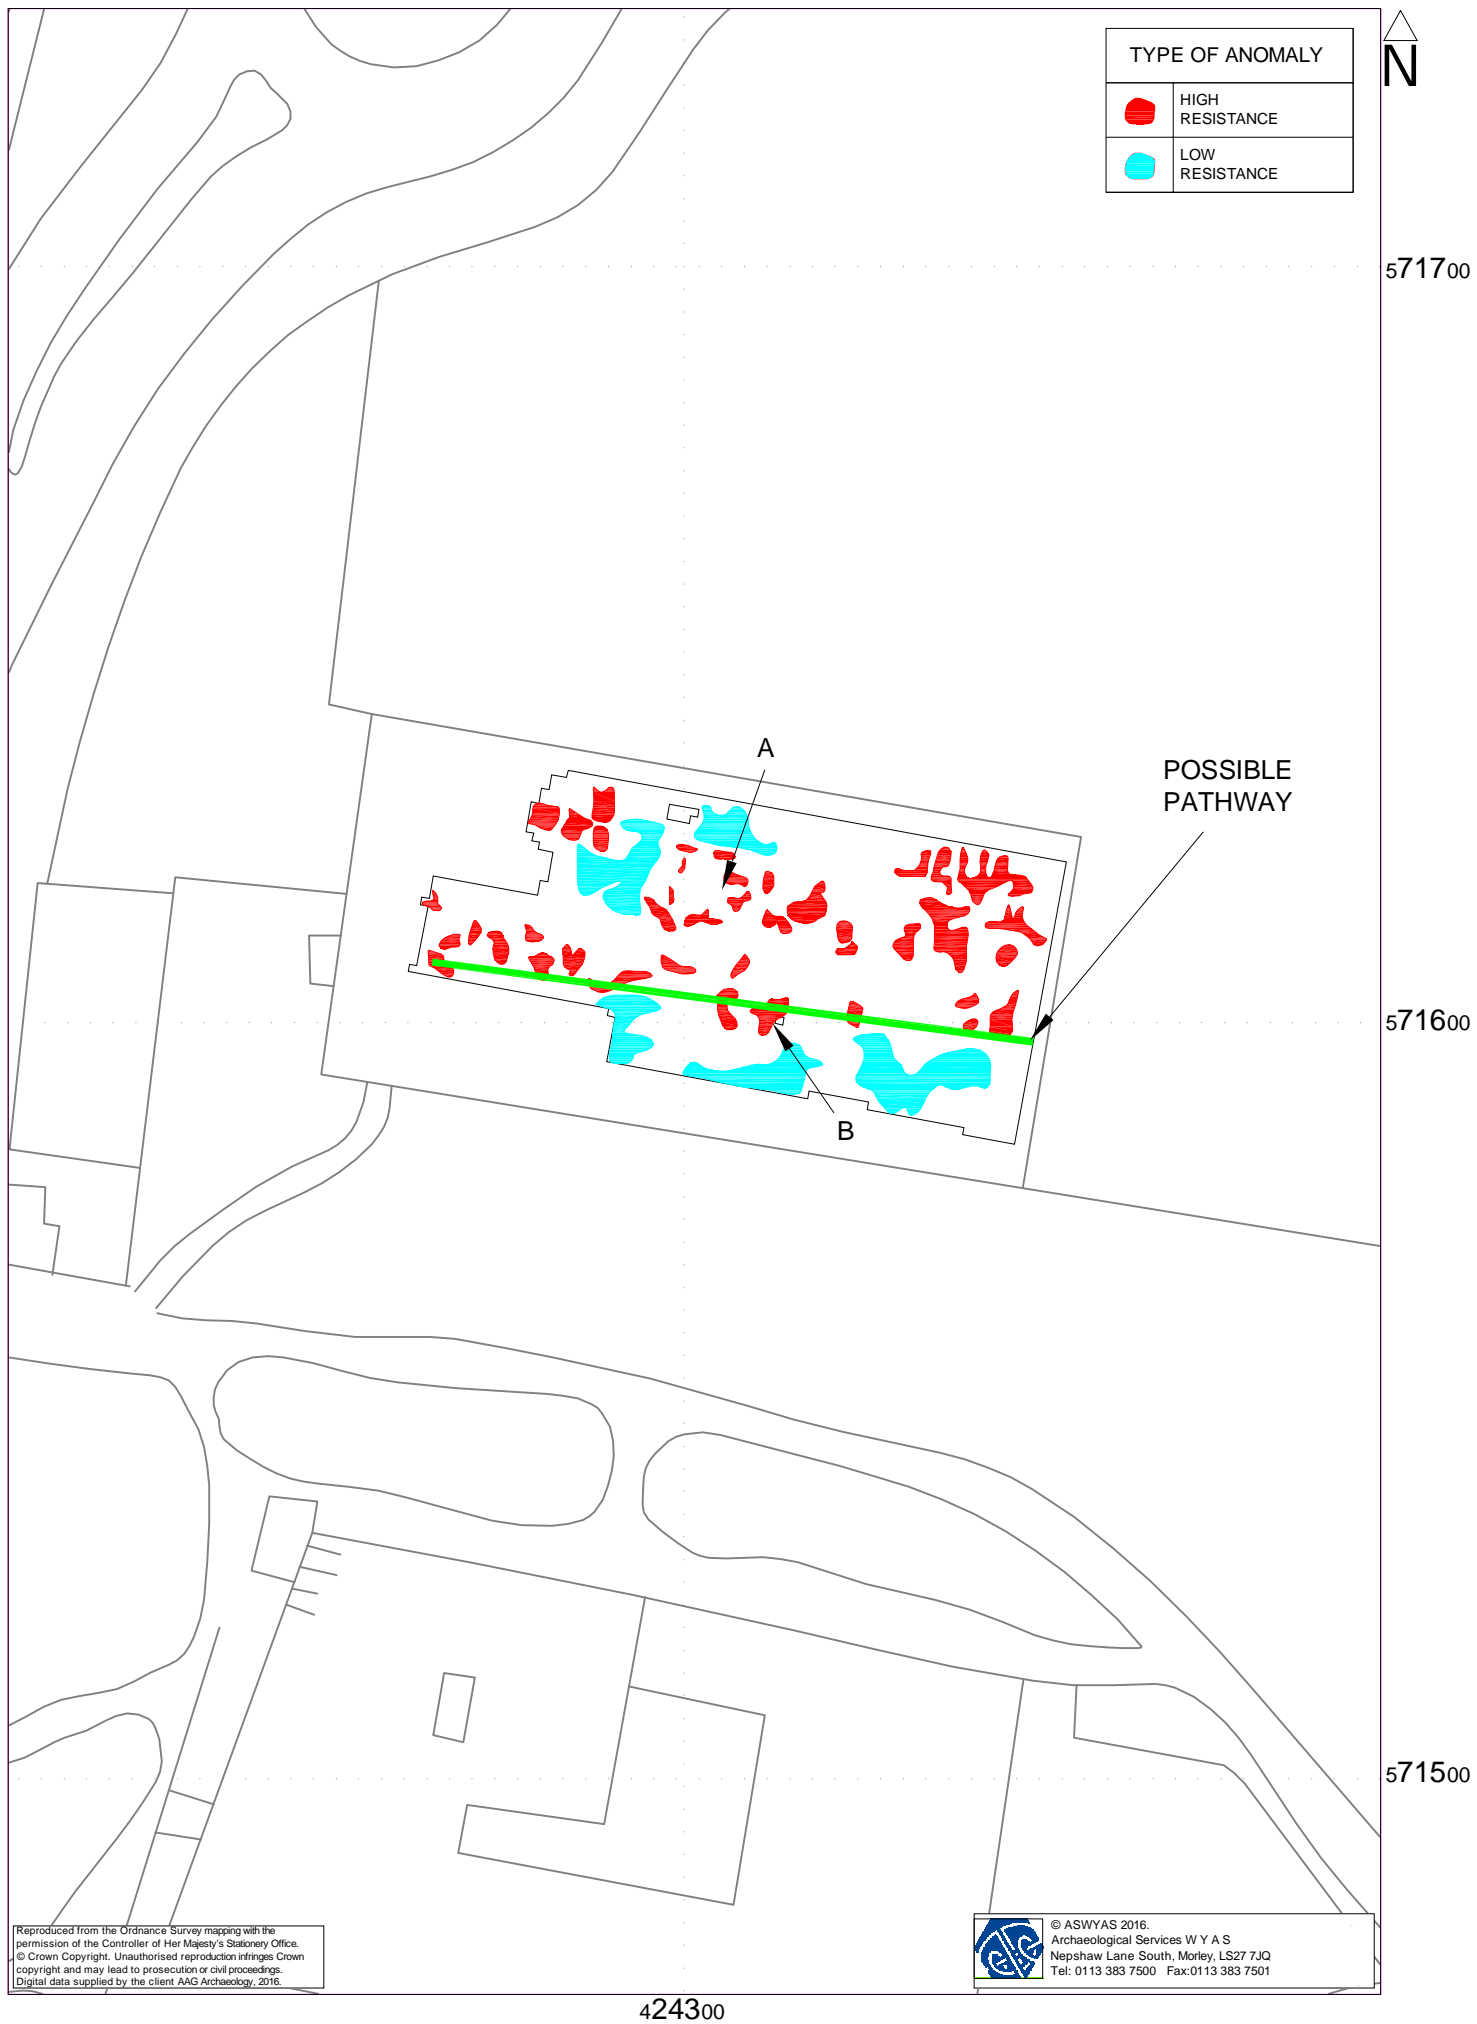 TYPE OF ANOMALY
HIGH
RESISTANCE
LOW
RESISTANCE
N
571700
A
POSSIBLE
PATHWAY
571600
B
571500
Reproduced from the Ordnance Survey mapping with the
permission of the Controller of Her Majesty's Stationery Office.
© Crown Copyright. Unauthorised reproduction infringes Crown
copyright and may lead to prosecution or civil proceedings.
Digital data supplied by the client AAG Archaeology, 2016.
© ASWYAS 2016.
Archaeological Services W Y A S
Nepshaw Lane South, Morley, LS27 7JQ
Tel: 0113 383 7500 Fax:0113 383 7501
424300